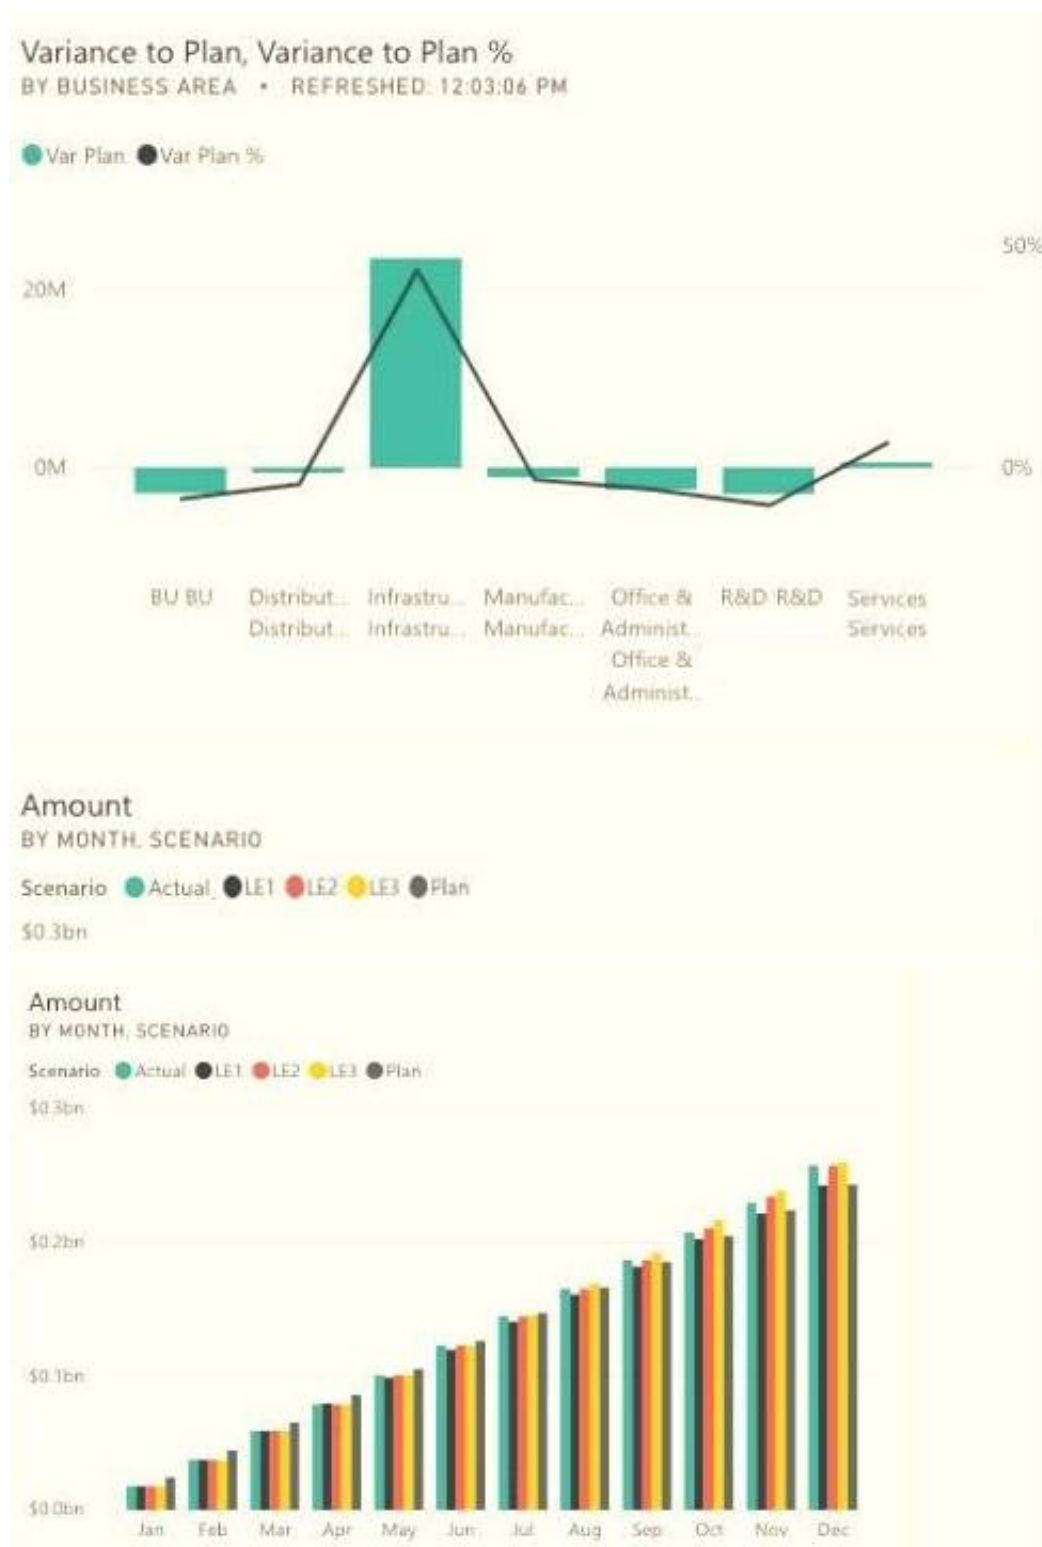 Variance to Plan, Variance to Plan %
BY BUSINESS AREA • REFRESHED: 12:03:06 PM
Var Plan Var Plan %
50%
20M
0M 0%
BU BU Distribut... Infrastru... Manufac... Office & R&D R&D Services
Distribut... Infrastru... Manufac... Administ... Services
Office &
Administ...
Amount
BY MONTH, SCENARIO
Scenario Actual LE1 LE2 LE3 Plan
$0.3bn
Amount
BY MONTH, SCENARIO
Scenario Actual LE1 LE2 LE3 Plan
$0.3bn
$0.2bn
$0.1bn
$0.0bn
Jan Feb Mar Apr May Jun Jul Aug Sep Oct Nov Dec